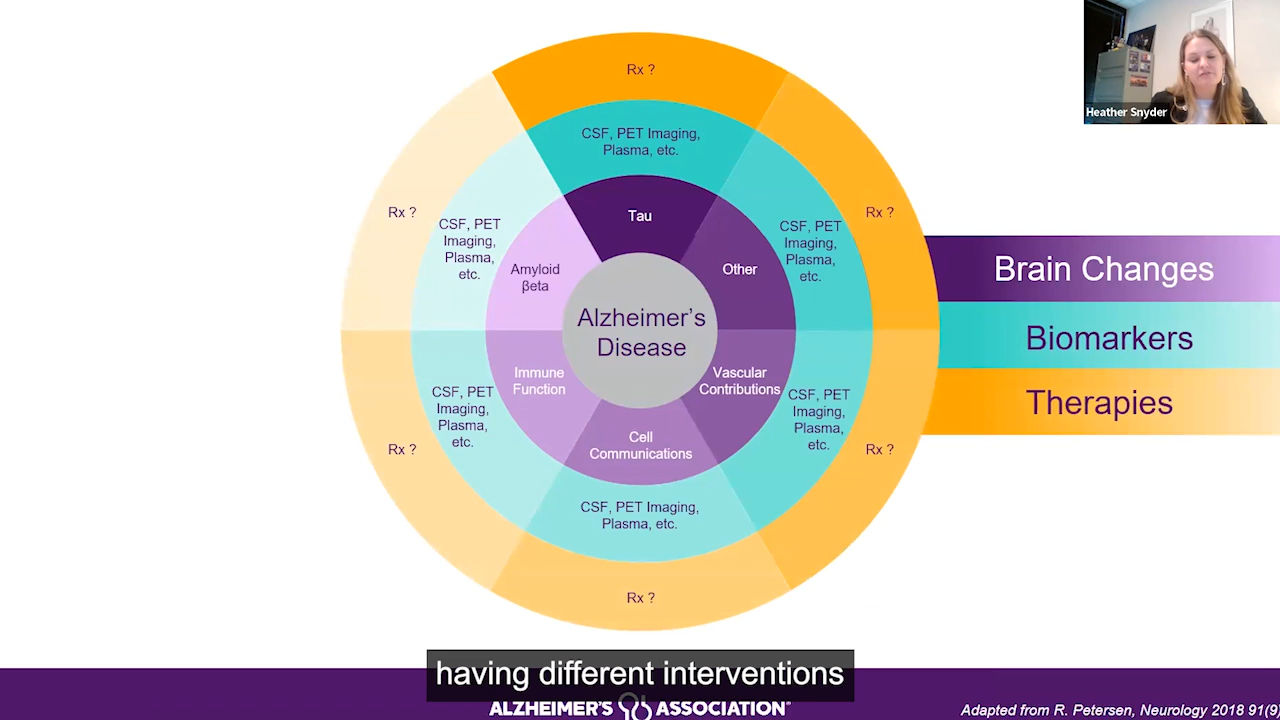 Heather Snyder
Rx ?
CSF, PET Imaging,
Plasma, etc.
Tau
Rx ?
CSF, PET
Imaging,
Plasma,
etc.
Amyloid
βeta
Other
CSF, PET
Imaging,
Plasma,
etc.
Rx ?
Alzheimer's
Disease
Brain Changes
Biomarkers
Therapies
Rx ?
CSF, PET
Imaging,
Plasma,
etc.
Immune
Function
Vascular
Contributions
CSF, PET
Imaging,
Plasma,
etc.
Rx ?
Cell
Communications
CSF, PET Imaging,
Plasma, etc.
Rx ?
having different interventions
ALZHEIMER'S ASSOCIATION
Adapted from R. Petersen, Neurology 2018 91(9)